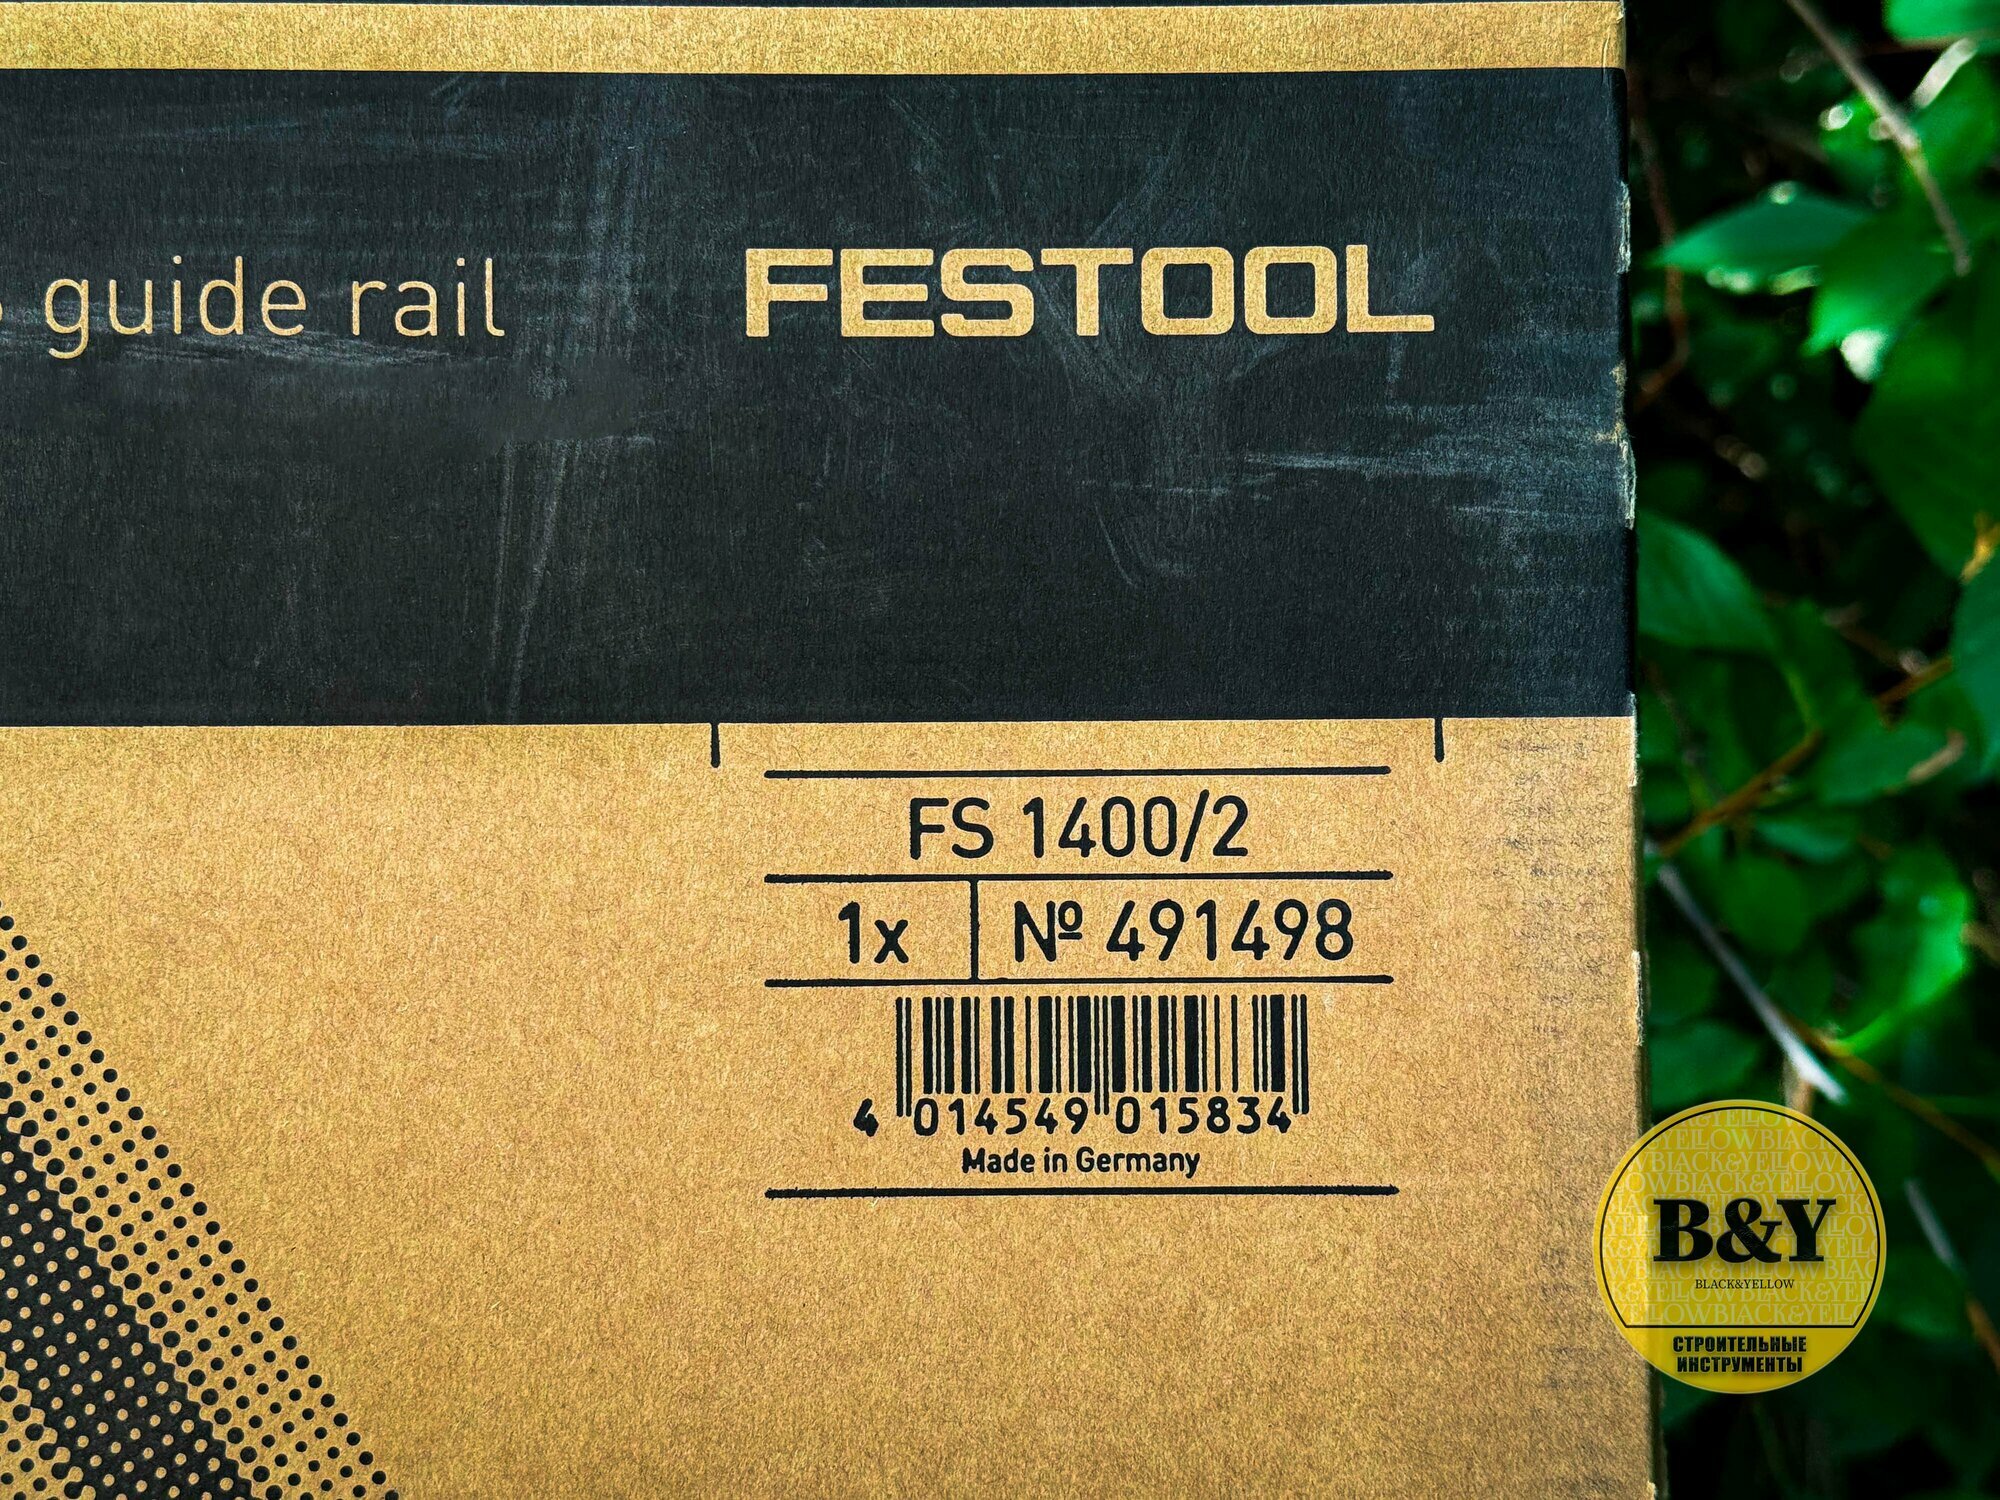 guide rail
FESTOOL
FS 1400/2
1x
Nº 491498
4 014549 015834
Made in Germany
B&Y
BLACK&YELLOW
СТРОИТЕЛЬНЫЕ
ИНСТРУМЕНТЫ